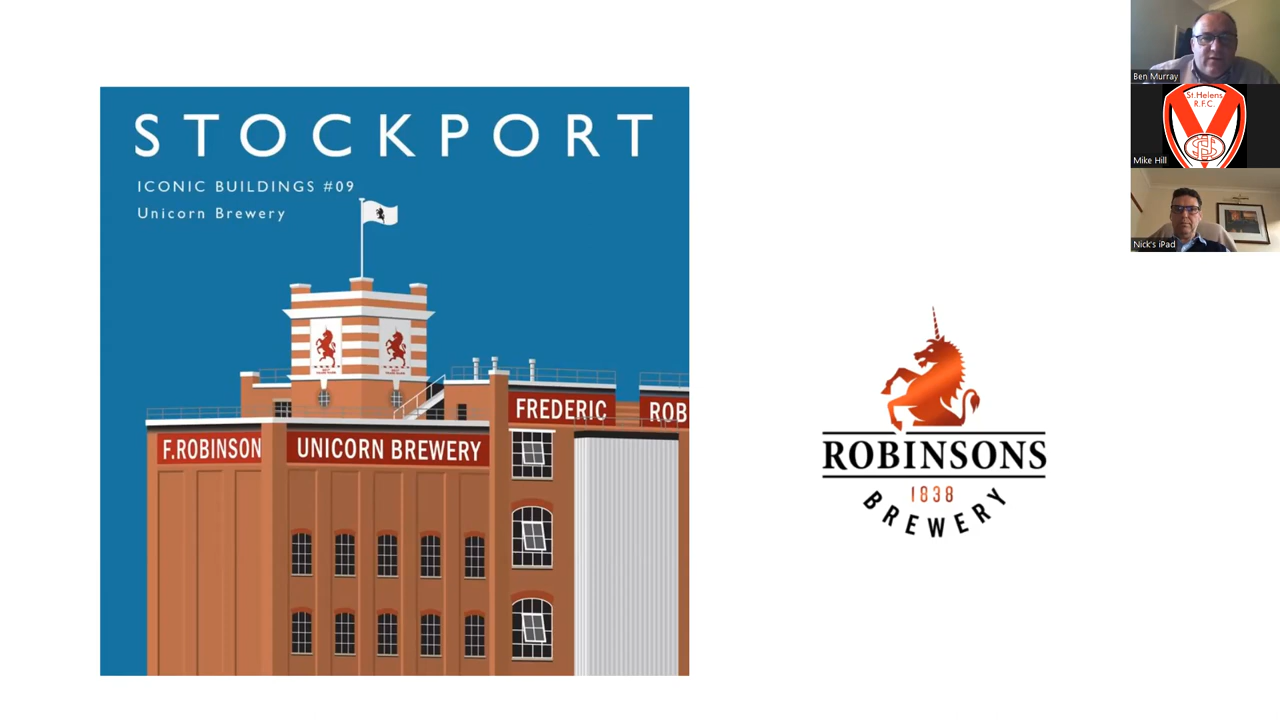 STOCKPORT
ICONIC BUILDINGS #09
Unicorn Brewery
F.ROBINSON
UNICORN BREWERY
FREDERIC
ROB
ROBINSONS
1838
BREWERY
Ben Murray
St.Helens
R.F.C.
Mike Hill
Nick's iPad